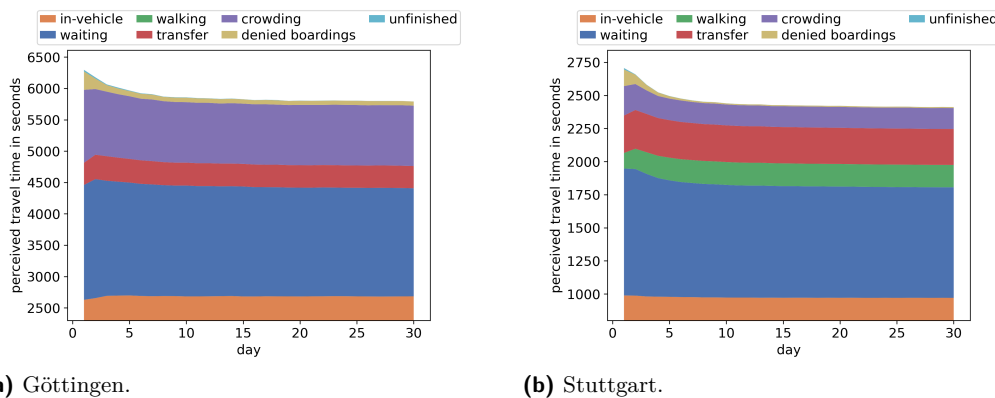 in-vehicle walking crowding unfinished
waiting transfer denied boardings
6500
6000
5500
5000
4500
4000
3500
3000
2500
perceived travel time in seconds
0 5 10 15 20 25 30
day
) Göttingen.
in-vehicle walking crowding unfinished
waiting transfer denied boardings
2750
2500
2250
2000
1750
1500
1250
1000
perceived travel time in seconds
0 5 10 15 20 25 30
day
(b) Stuttgart.